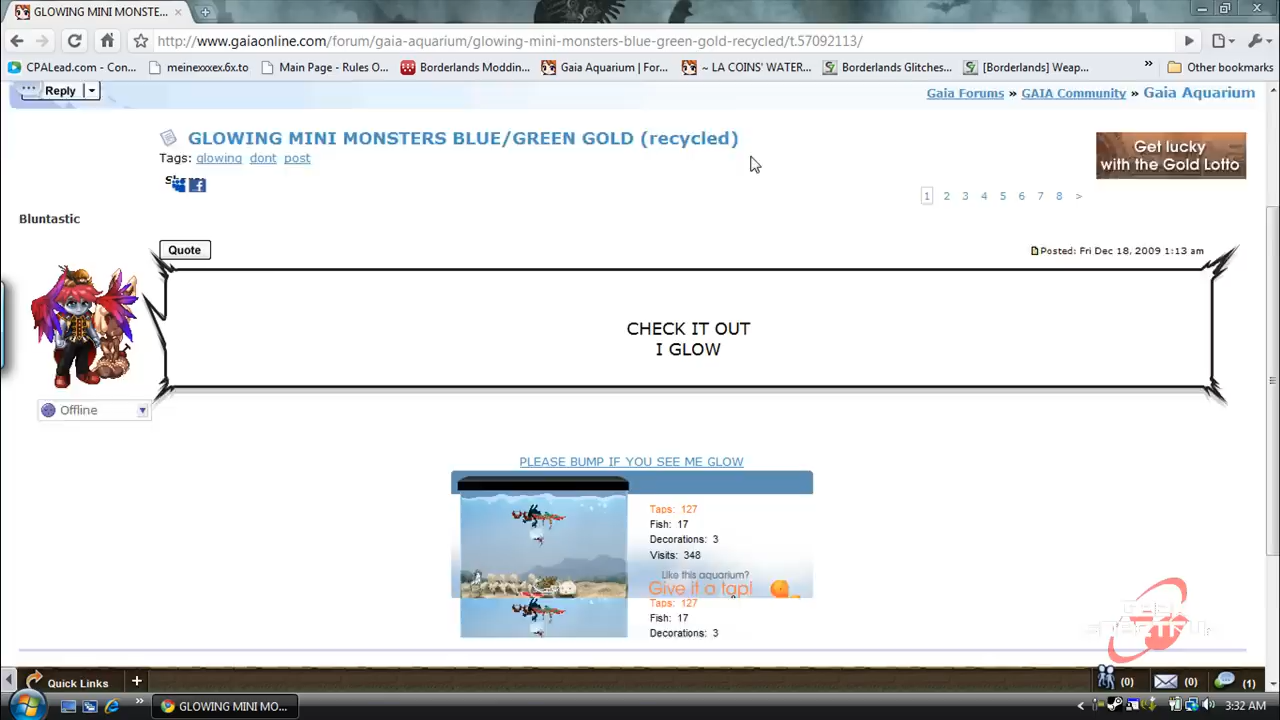 GLOWING MINI MONSTE...
http://www.gaiaonline.com/forum/gaia-aquarium/glowing-mini-monsters-blue-green-gold-recycled/t.57092113/
CPALead.com - Con... meinexxxex.6x.to Main Page - Rules O... Borderlands Moddin... Gaia Aquarium | For... ~ LA COINS' WATER... Borderlands Glitches... [Borderlands] Weap... » Other bookmarks
Reply
Gaia Forums » GAIA Community » Gaia Aquarium
GLOWING MINI MONSTERS BLUE/GREEN GOLD (recycled)
Tags: glowing dont post
Get lucky
with the Gold Lotto
1 2 3 4 5 6 7 8 >
Bluntastic
Quote
Posted: Fri Dec 18, 2009 1:13 am
CHECK IT OUT
I GLOW
Offline
PLEASE BUMP IF YOU SEE ME GLOW
Taps: 127
Fish: 17
Decorations: 3
Visits: 348
Like this aquarium?
Give it a tap!
Taps: 127
Fish: 17
Decorations: 3
Quick Links +
(0) (0) (1)
GLOWING MINI MO...
3:32 AM